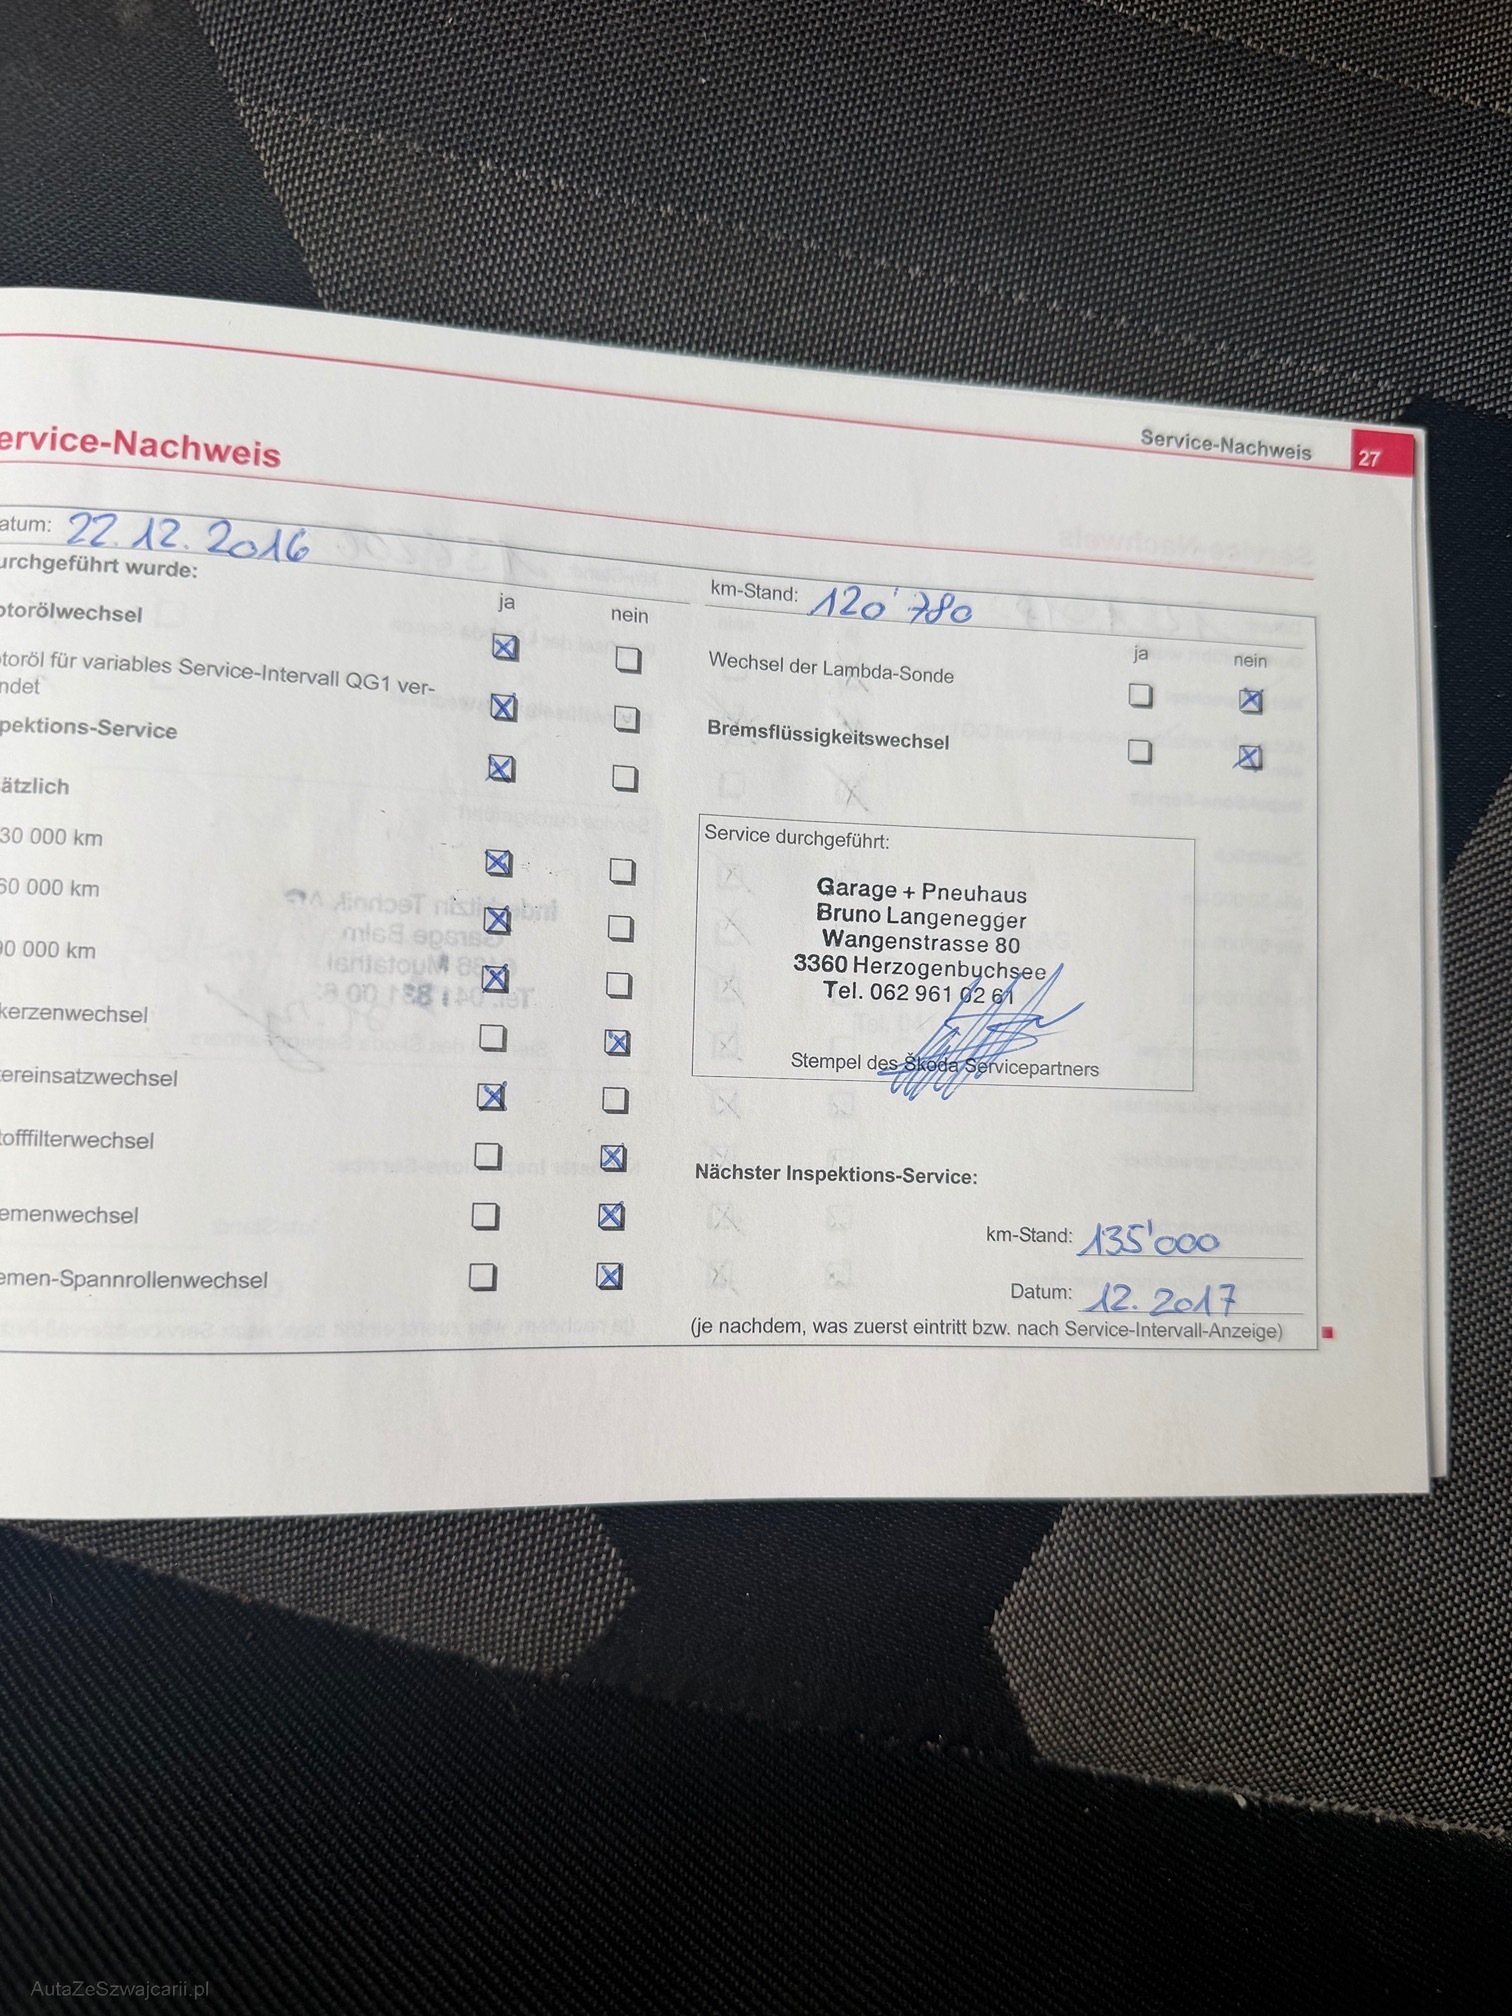 Service-Nachweis
27
ervice-Nachweis
atum: 22.12.2016
urchgeführt wurde:
ja
nein
otorölwechsel
toröl für variables Service-Intervall QG1 ver-
ndet
pektions-Service
ätzlich
30 000 km
60 000 km
90 000 km
kerzenwechsel
ereinsatzwechsel
tofffilterwechsel
emenwechsel
emen-Spannrollenwechsel
km-Stand: 120'780
ja
nein
Wechsel der Lambda-Sonde
Bremsflüssigkeitswechsel
Service durchgeführt:
Garage + Pneuhaus
Bruno Langenegger
Wangenstrasse 80
3360 Herzogenbuchsee
Tel. 062 961 02 61
Stempel des Škoda Servicepartners
Nächster Inspektions-Service:
km-Stand: 135'000
Datum: 12.2017
(je nachdem, was zuerst eintritt bzw. nach Service-Intervall-Anzeige)
AutaZeSzwajcarii.pl